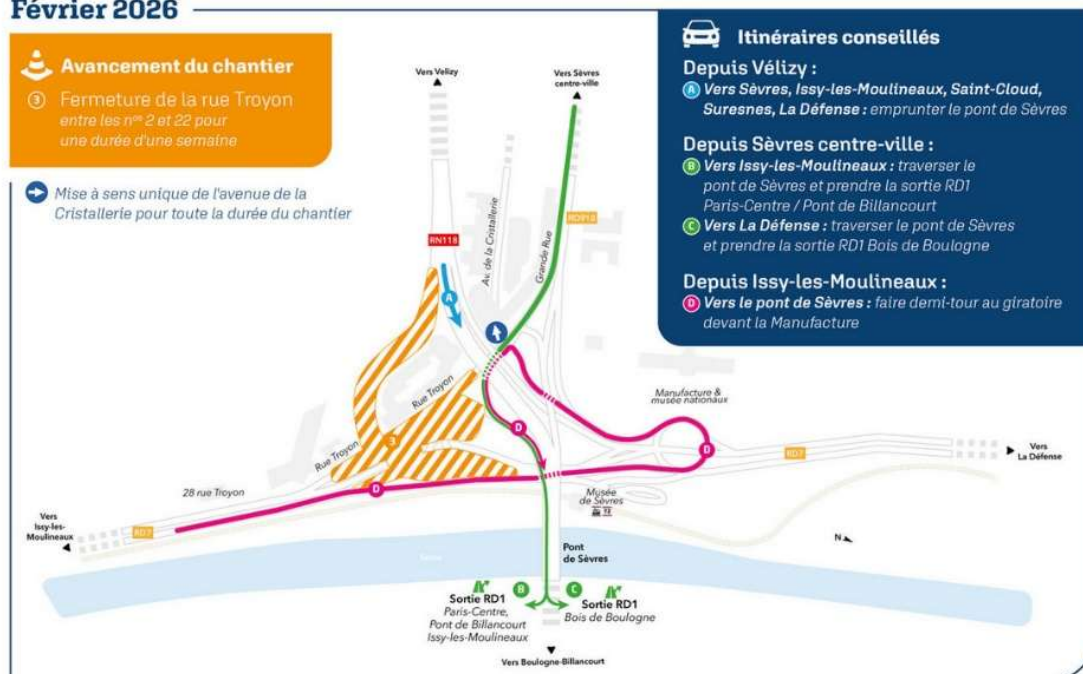 Février 2026
Avancement du chantier
3 Fermeture de la rue Troyon
entre les nos 2 et 22 pour
une durée d'une semaine
Mise à sens unique de l'avenue de la
Cristallerie pour toute la durée du chantier
Itinéraires conseillés
Depuis Vélizy :
A Vers Sèvres, Issy-les-Moulineaux, Saint-Cloud,
Suresnes, La Défense : emprunter le pont de Sèvres
Depuis Sèvres centre-ville :
B Vers Issy-les-Moulineaux : traverser le
pont de Sèvres et prendre la sortie RD1
Paris-Centre / Pont de Billancourt
C Vers La Défense : traverser le pont de Sèvres
et prendre la sortie RD1 Bois de Boulogne
Depuis Issy-les-Moulineaux :
D Vers le pont de Sèvres : faire demi-tour au giratoire
devant la Manufacture
Vers Velizy
Vers Sèvres
centre-ville
RN118
Av. de la Cristallerie
Grande Rue
RD910
A
Rue Troyon
Manufacture &
musée nationaux
D
3
D
Rue Troyon
RD7
Vers
La Défense
28 rue Troyon
D
Musée
de Sèvres
T2
Vers
Issy-les-
Moulineaux
RD7
N
Pont
de Sèvres
Seine
B
C
Sortie RD1
Paris-Centre,
Pont de Billancourt
Issy-les-Moulineaux
Sortie RD1
Bois de Boulogne
Vers Boulogne-Billancourt